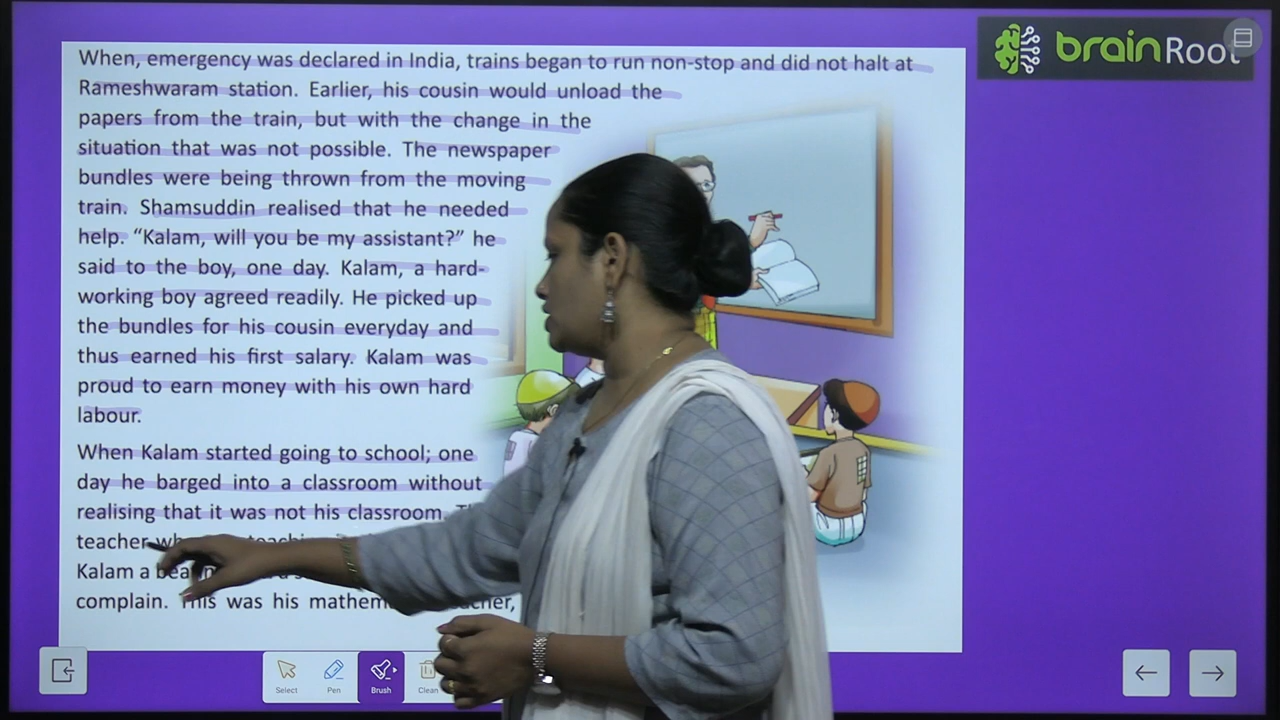 When, emergency was declared in India, trains began to run non-stop and did not halt at
Rameshwaram station. Earlier, his cousin would unload the
papers from the train, but with the change in the
situation that was not possible. The newspaper
bundles were being thrown from the moving
train. Shamsuddin realised that he needed
help. “Kalam, will you be my assistant?” he
said to the boy, one day. Kalam, a hard-
working boy agreed readily. He picked up
the bundles for his cousin everyday and
thus earned his first salary. Kalam was
proud to earn money with his own hard
labour.
When Kalam started going to school; one
day he barged into a classroom without
realising that it was not his classroom.
teacher
Kalam a
complain. This was his
brainRoot
Select
Pen
Brush
Clean